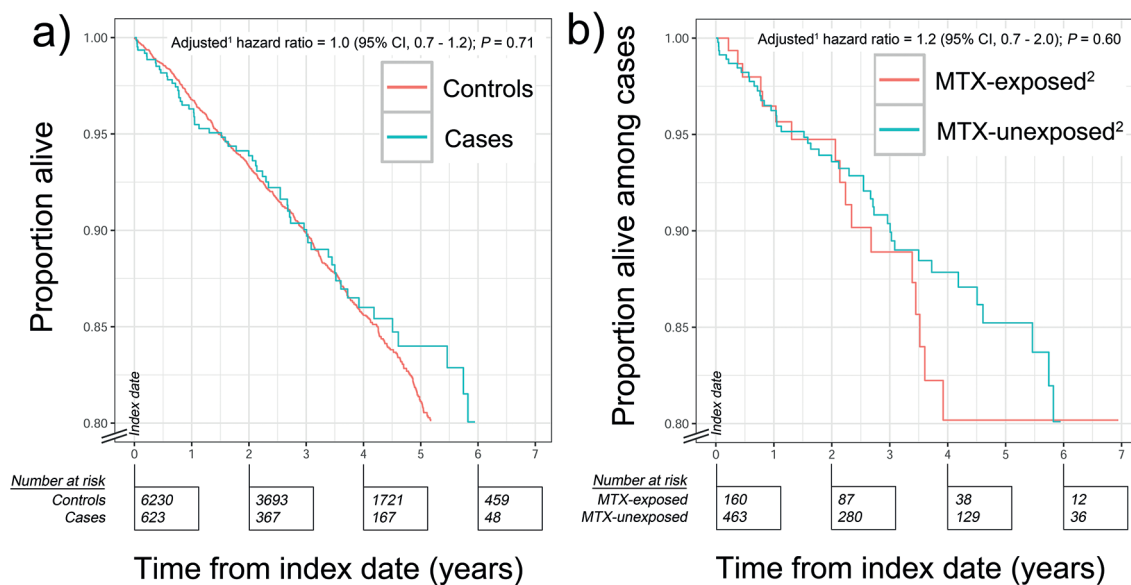 a)
Adjusted¹ hazard ratio = 1.0 (95% CI, 0.7 - 1.2); P = 0.71
Controls
Cases
Proportion alive
1.00
0.95
0.90
0.85
0.80
Index date
0 1 2 3 4 5 6 7
Number at risk
Controls 6230 3693 1721 459
Cases 623 367 167 48
Time from index date (years)
b)
Adjusted¹ hazard ratio = 1.2 (95% CI, 0.7 - 2.0); P = 0.60
MTX-exposed²
MTX-unexposed²
Proportion alive among cases
1.00
0.95
0.90
0.85
0.80
Index date
0 1 2 3 4 5 6 7
Number at risk
MTX-exposed 160 87 38 12
MTX-unexposed 463 280 129 36
Time from index date (years)